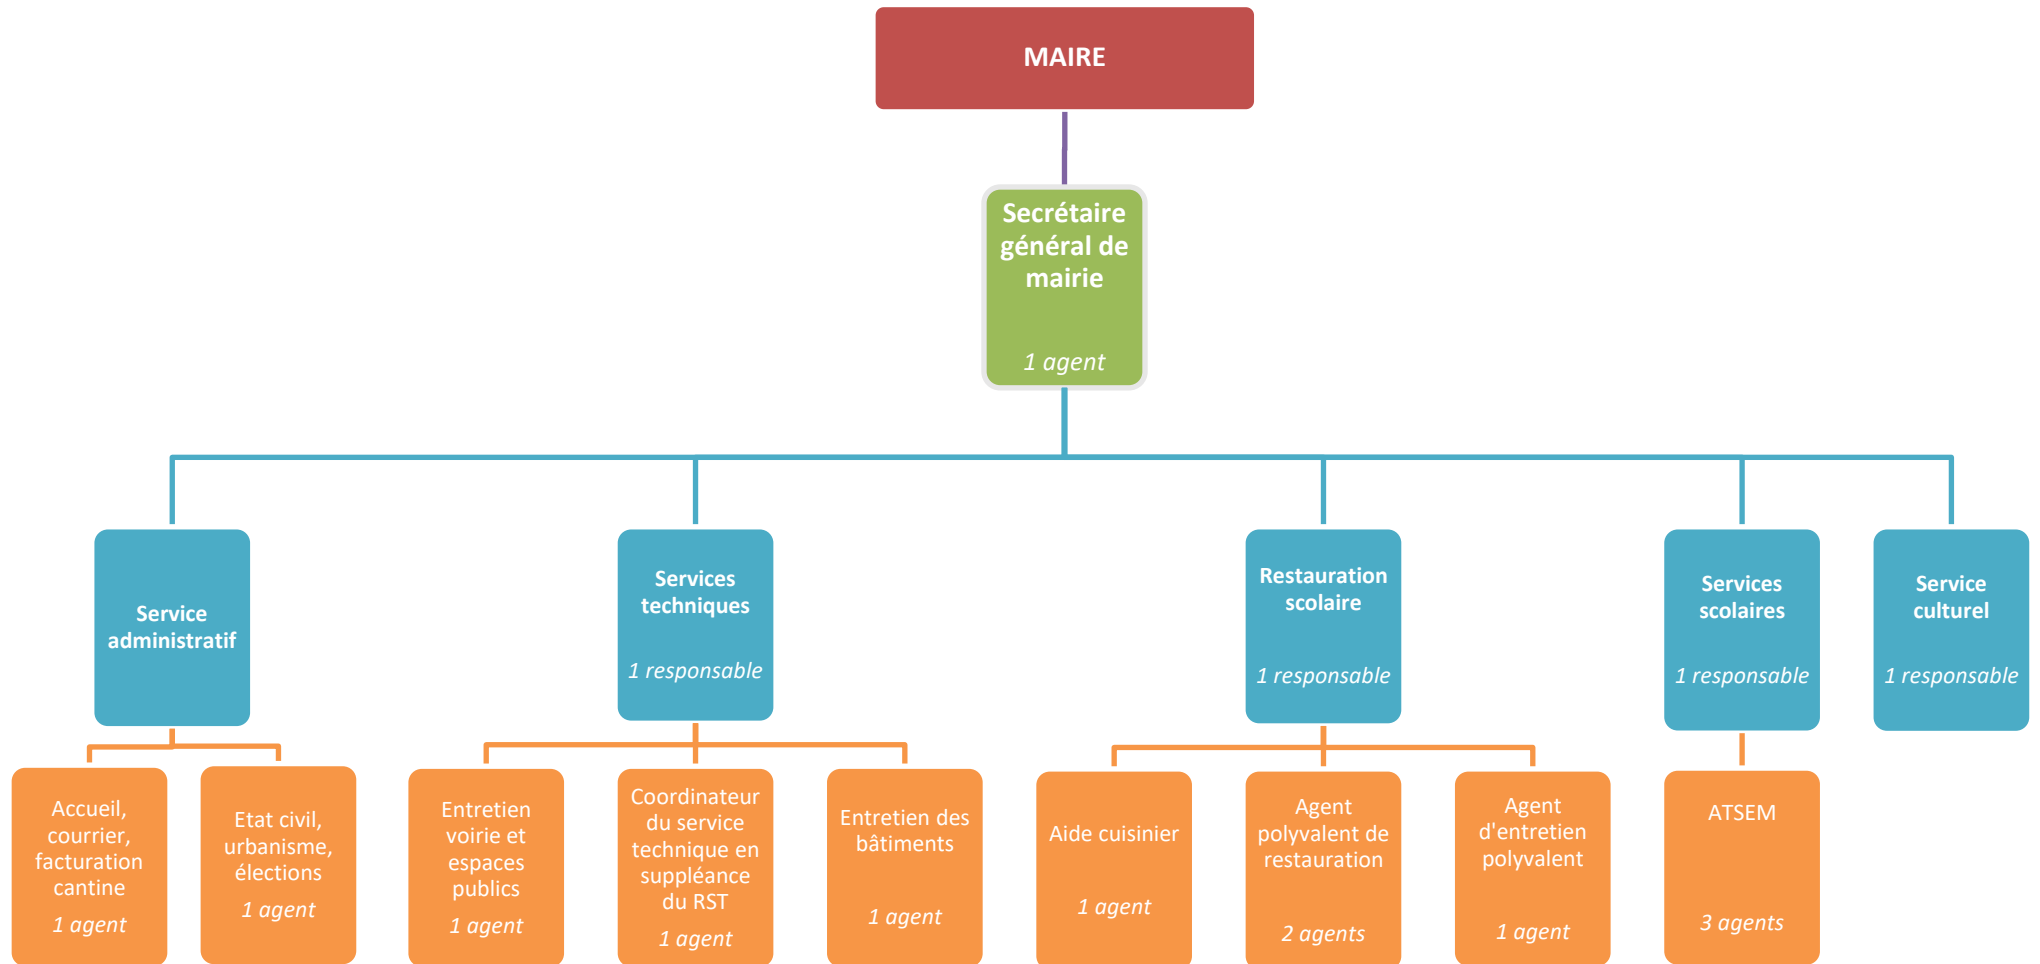 MAIRE
Secrétaire
général de
mairie
1 agent
Service
administratif
Services
techniques
1 responsable
Restauration
scolaire
1 responsable
Services
scolaires
1 responsable
Service
culturel
1 responsable
Accueil,
courrier,
facturation
cantine
1 agent
Etat civil,
urbanisme,
élections
1 agent
Entretien
voirie et
espaces
publics
1 agent
Coordinateur
du service
technique en
suppléance
du RST
1 agent
Entretien des
bâtiments
1 agent
Aide cuisinier
1 agent
Agent
polyvalent de
restauration
2 agents
Agent
d'entretien
polyvalent
1 agent
ATSEM
3 agents